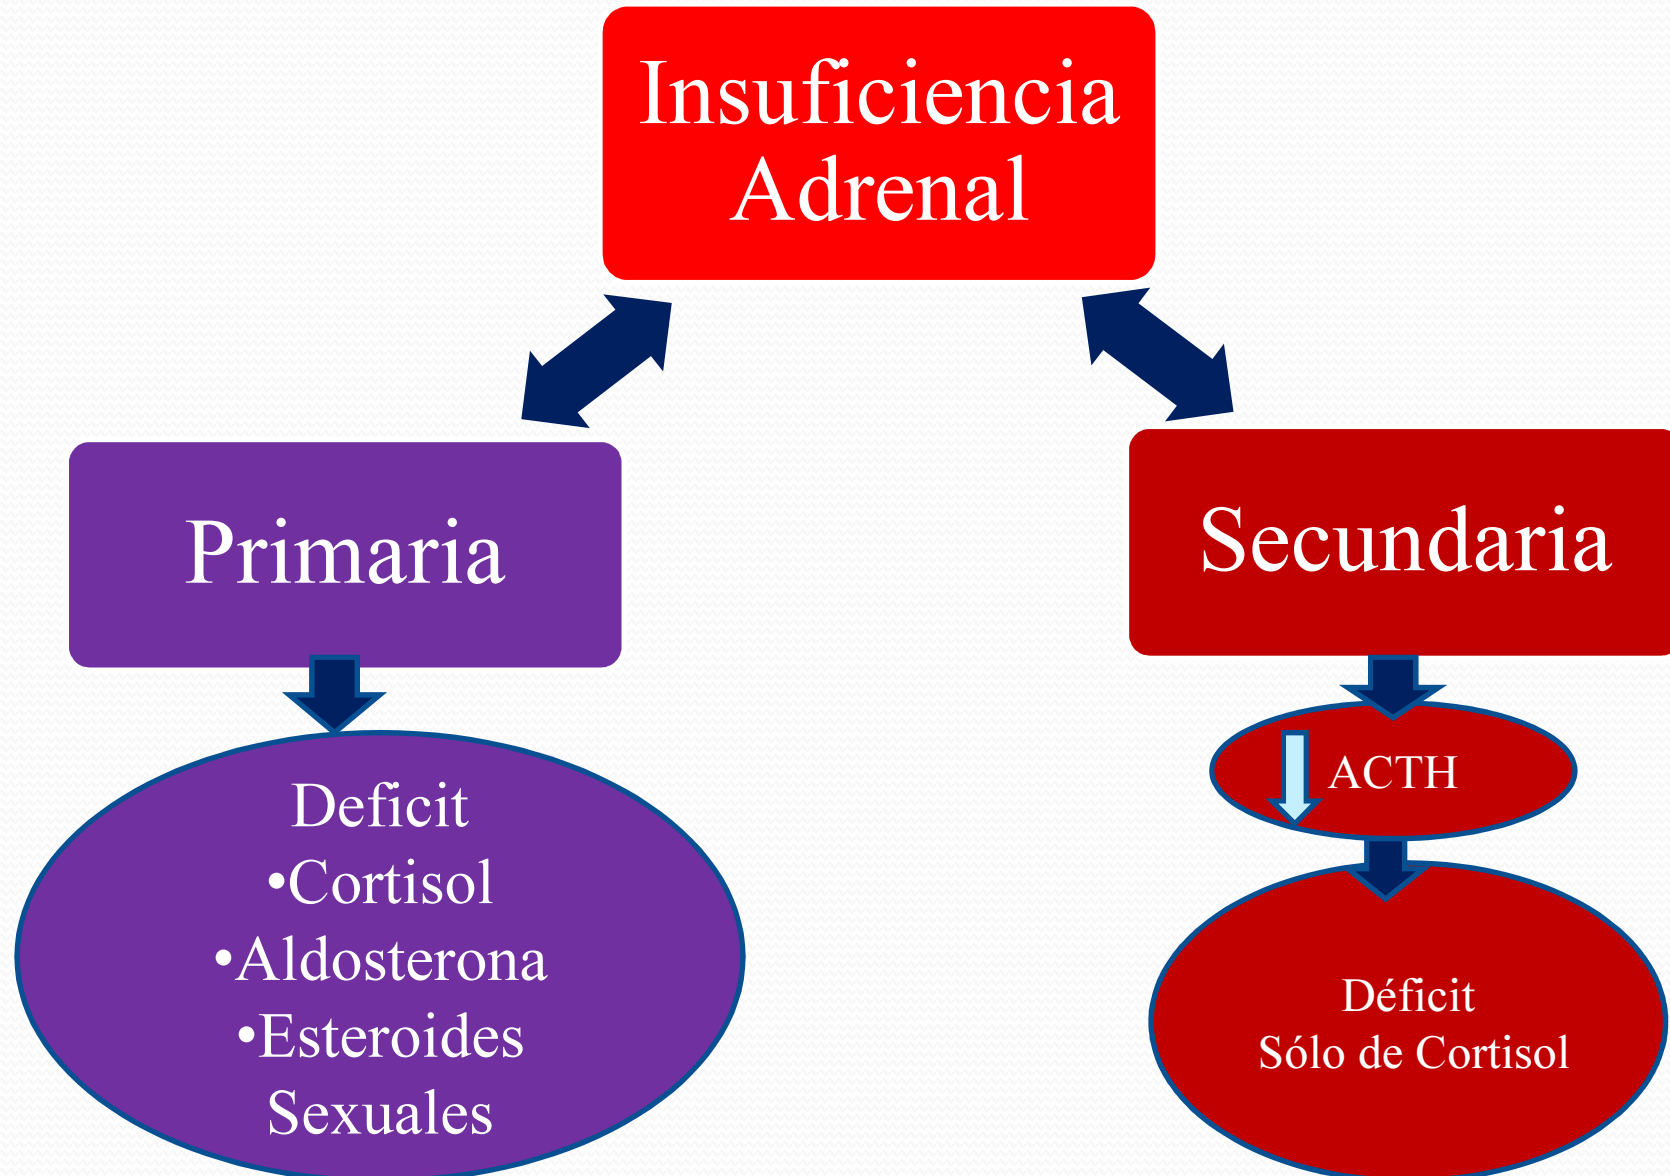 Insuficiencia
Adrenal
Primaria
Secundaria
ACTH
Deficit
•Cortisol
•Aldosterona
•Esteroides
Sexuales
Déficit
Sólo de Cortisol